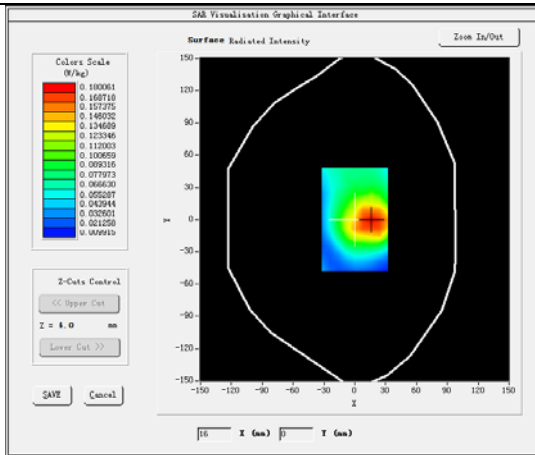 SAR Visualisation Graphical Interface
Surface Radiated Intensity
Zoom In/Out
Colors Scale
(W/kg)
0.180061
0.168718
0.157375
0.146032
0.134689
0.123346
0.112003
0.100659
0.089316
0.077973
0.066630
0.055287
0.043944
0.032601
0.021258
0.009915
Z-Cuts Control
<< Upper Cut
Z = 4.0 mm
Lower Cut >>
SAVE
Cancel
150
120
90
60
30
0
-30
-60
-90
-120
-150
Y
-150 -120 -90 -60 -30 0 30 60 90 120 150
X
16 X (mm) 0 Y (mm)